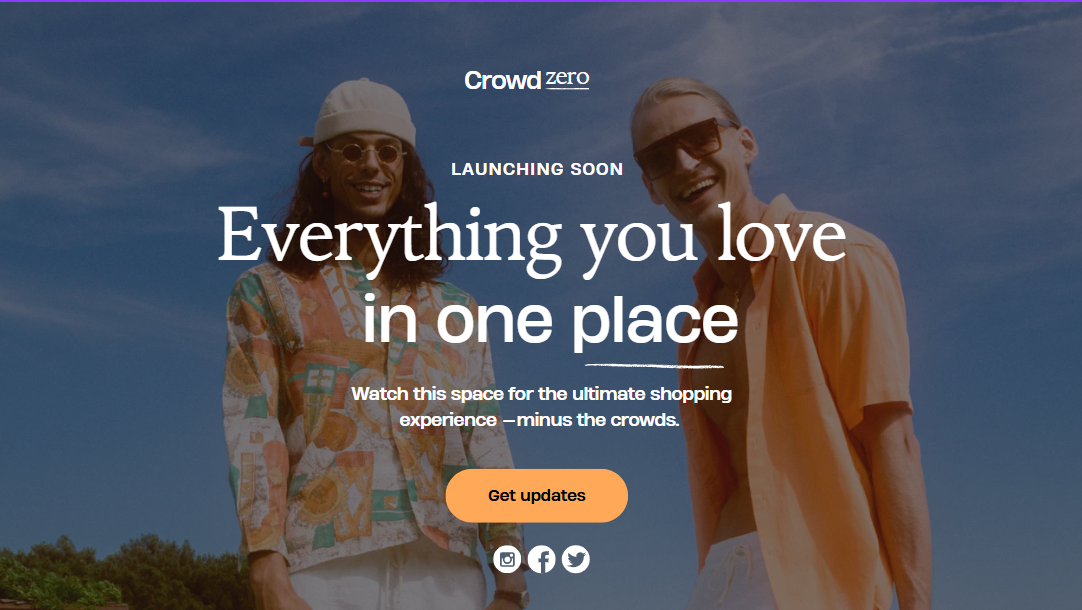 Crowd zero
LAUNCHING SOON
Everything you love
in one place
Watch this space for the ultimate shopping
experience –minus the crowds.
Get updates